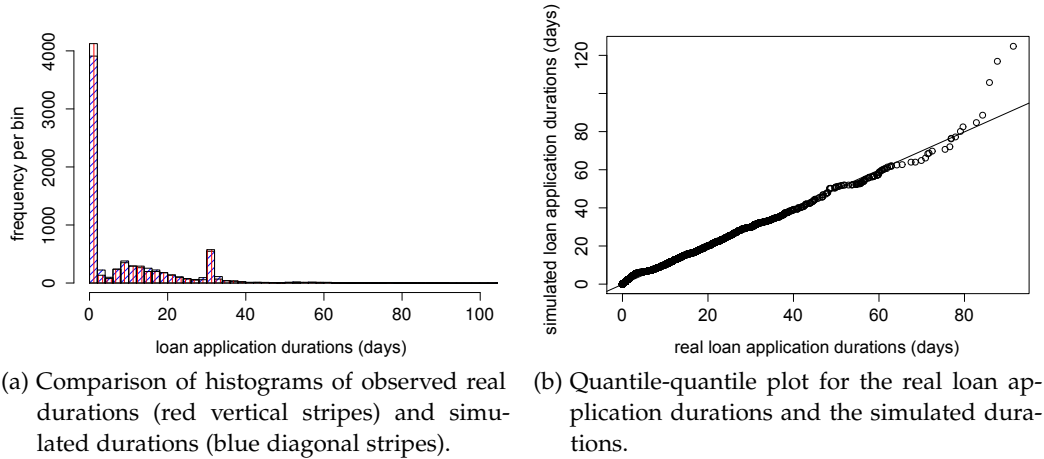 frequency per bin
4000
3000
2000
1000
0
0
20
40
60
80
100
loan application durations (days)
(a) Comparison of histograms of observed real
durations (red vertical stripes) and simu-
lated durations (blue diagonal stripes).
simulated loan application durations (days)
120
80
60
40
20
0
0
20
40
60
80
real loan application durations (days)
(b) Quantile-quantile plot for the real loan ap-
plication durations and the simulated dura-
tions.